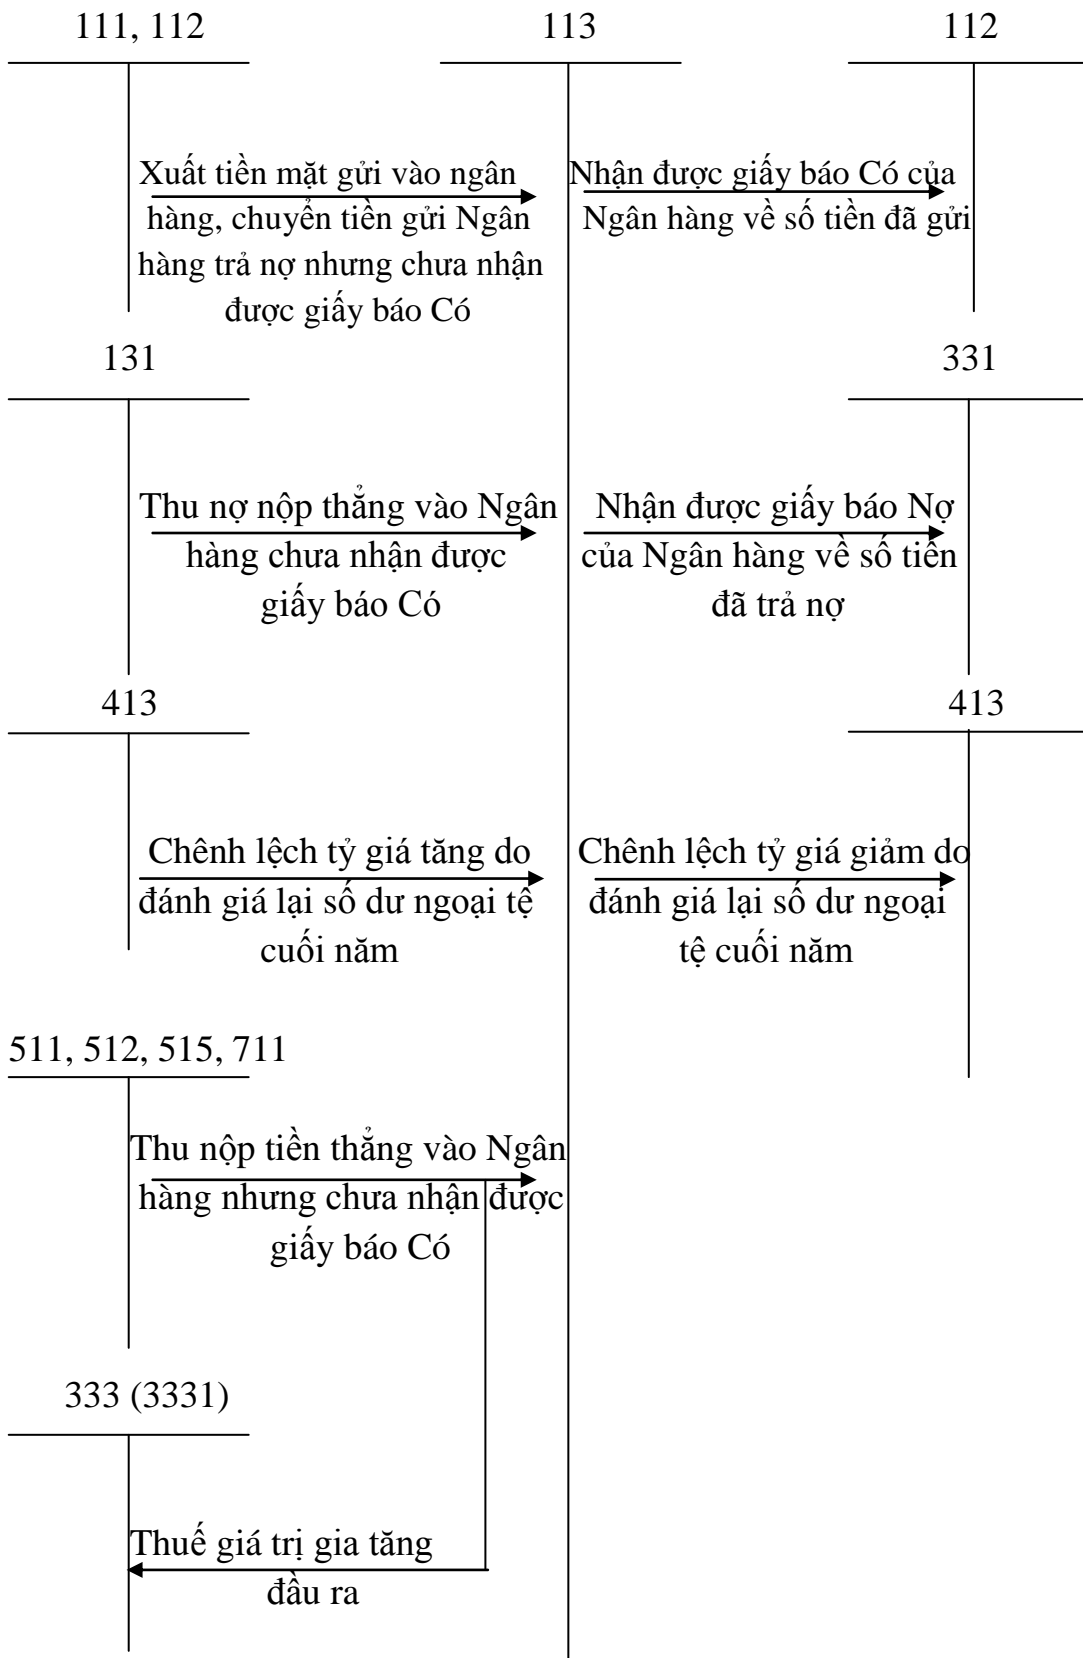 111, 112
113
112
Xuất tiền mặt gửi vào ngân
hàng, chuyển tiền gửi Ngân
hàng trả nợ nhưng chưa nhận
được giấy báo Có
Nhận được giấy báo Có của
Ngân hàng về số tiền đã gửi
131
331
Thu nợ nộp thẳng vào Ngân
hàng chưa nhận được
giấy báo Có
Nhận được giấy báo Nợ
của Ngân hàng về số tiền
đã trả nợ
413
413
Chênh lệch tỷ giá tăng do
đánh giá lại số dư ngoại tệ
cuối năm
Chênh lệch tỷ giá giảm do
đánh giá lại số dư ngoại
tệ cuối năm
511, 512, 515, 711
Thu nộp tiền thẳng vào Ngân
hàng nhưng chưa nhận được
giấy báo Có
333 (3331)
Thuế giá trị gia tăng
đầu ra